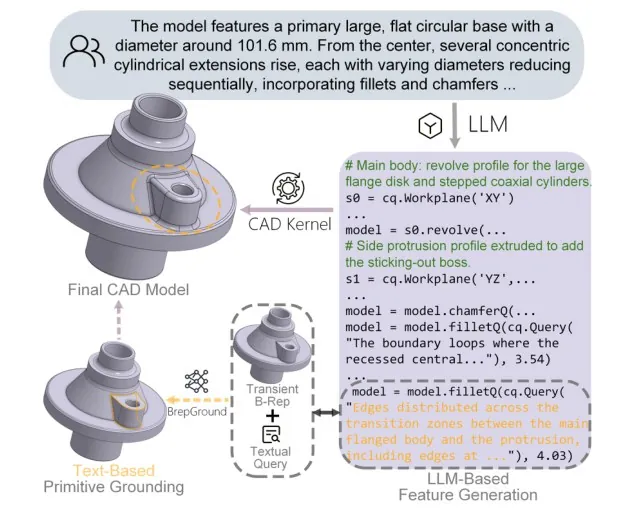 The model features a primary large, flat circular base with a
diameter around 101.6 mm. From the center, several concentric
cylindrical extensions rise, each with varying diameters reducing
sequentially, incorporating fillets and chamfers ...
LLM
# Main body: revolve profile for the large
flange disk and stepped coaxial cylinders.
s0 = cq.Workplane('XY')
...
model = s0.revolve(...
# Side protrusion profile extruded to add
the sticking-out boss.
s1 = cq.Workplane('YZ',...
...
model = model.chamferQ(...
model = model.filletQ(cq.Query(
"The boundary loops where the
recessed central..."), 3.54)
...
model = model.filletQ(cq.Query(
"Edges distributed across the
transition zones between the main
flanged body and the protrusion,
including edges at ..."), 4.03)
LLM-Based
Feature Generation
CAD Kernel
Final CAD Model
Transient
B-Rep
+
Textual
Query
BrepGround
Text-Based
Primitive Grounding